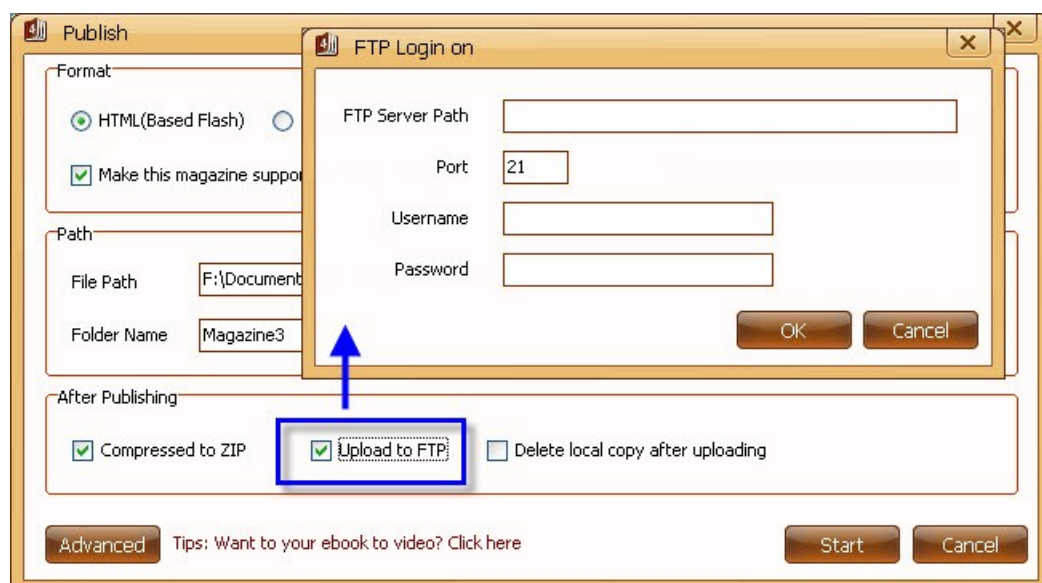 Publish
FTP Login on
Format
HTML(Based Flash)
Make this magazine
FTP Server Path
Port 21
Username
Password
OK Cancel
Path
File Path F:\Document
Folder Name Magazine3
After Publishing
Compressed to ZIP Upload to FTP Delete local copy after uploading
Advanced Tips: Want to your ebook to video? Click here Start Cancel